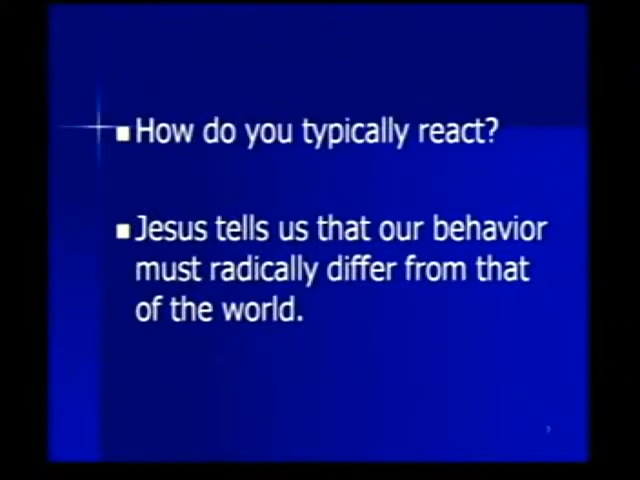 How do you typically react?
Jesus tells us that our behavior
must radically differ from that
of the world.